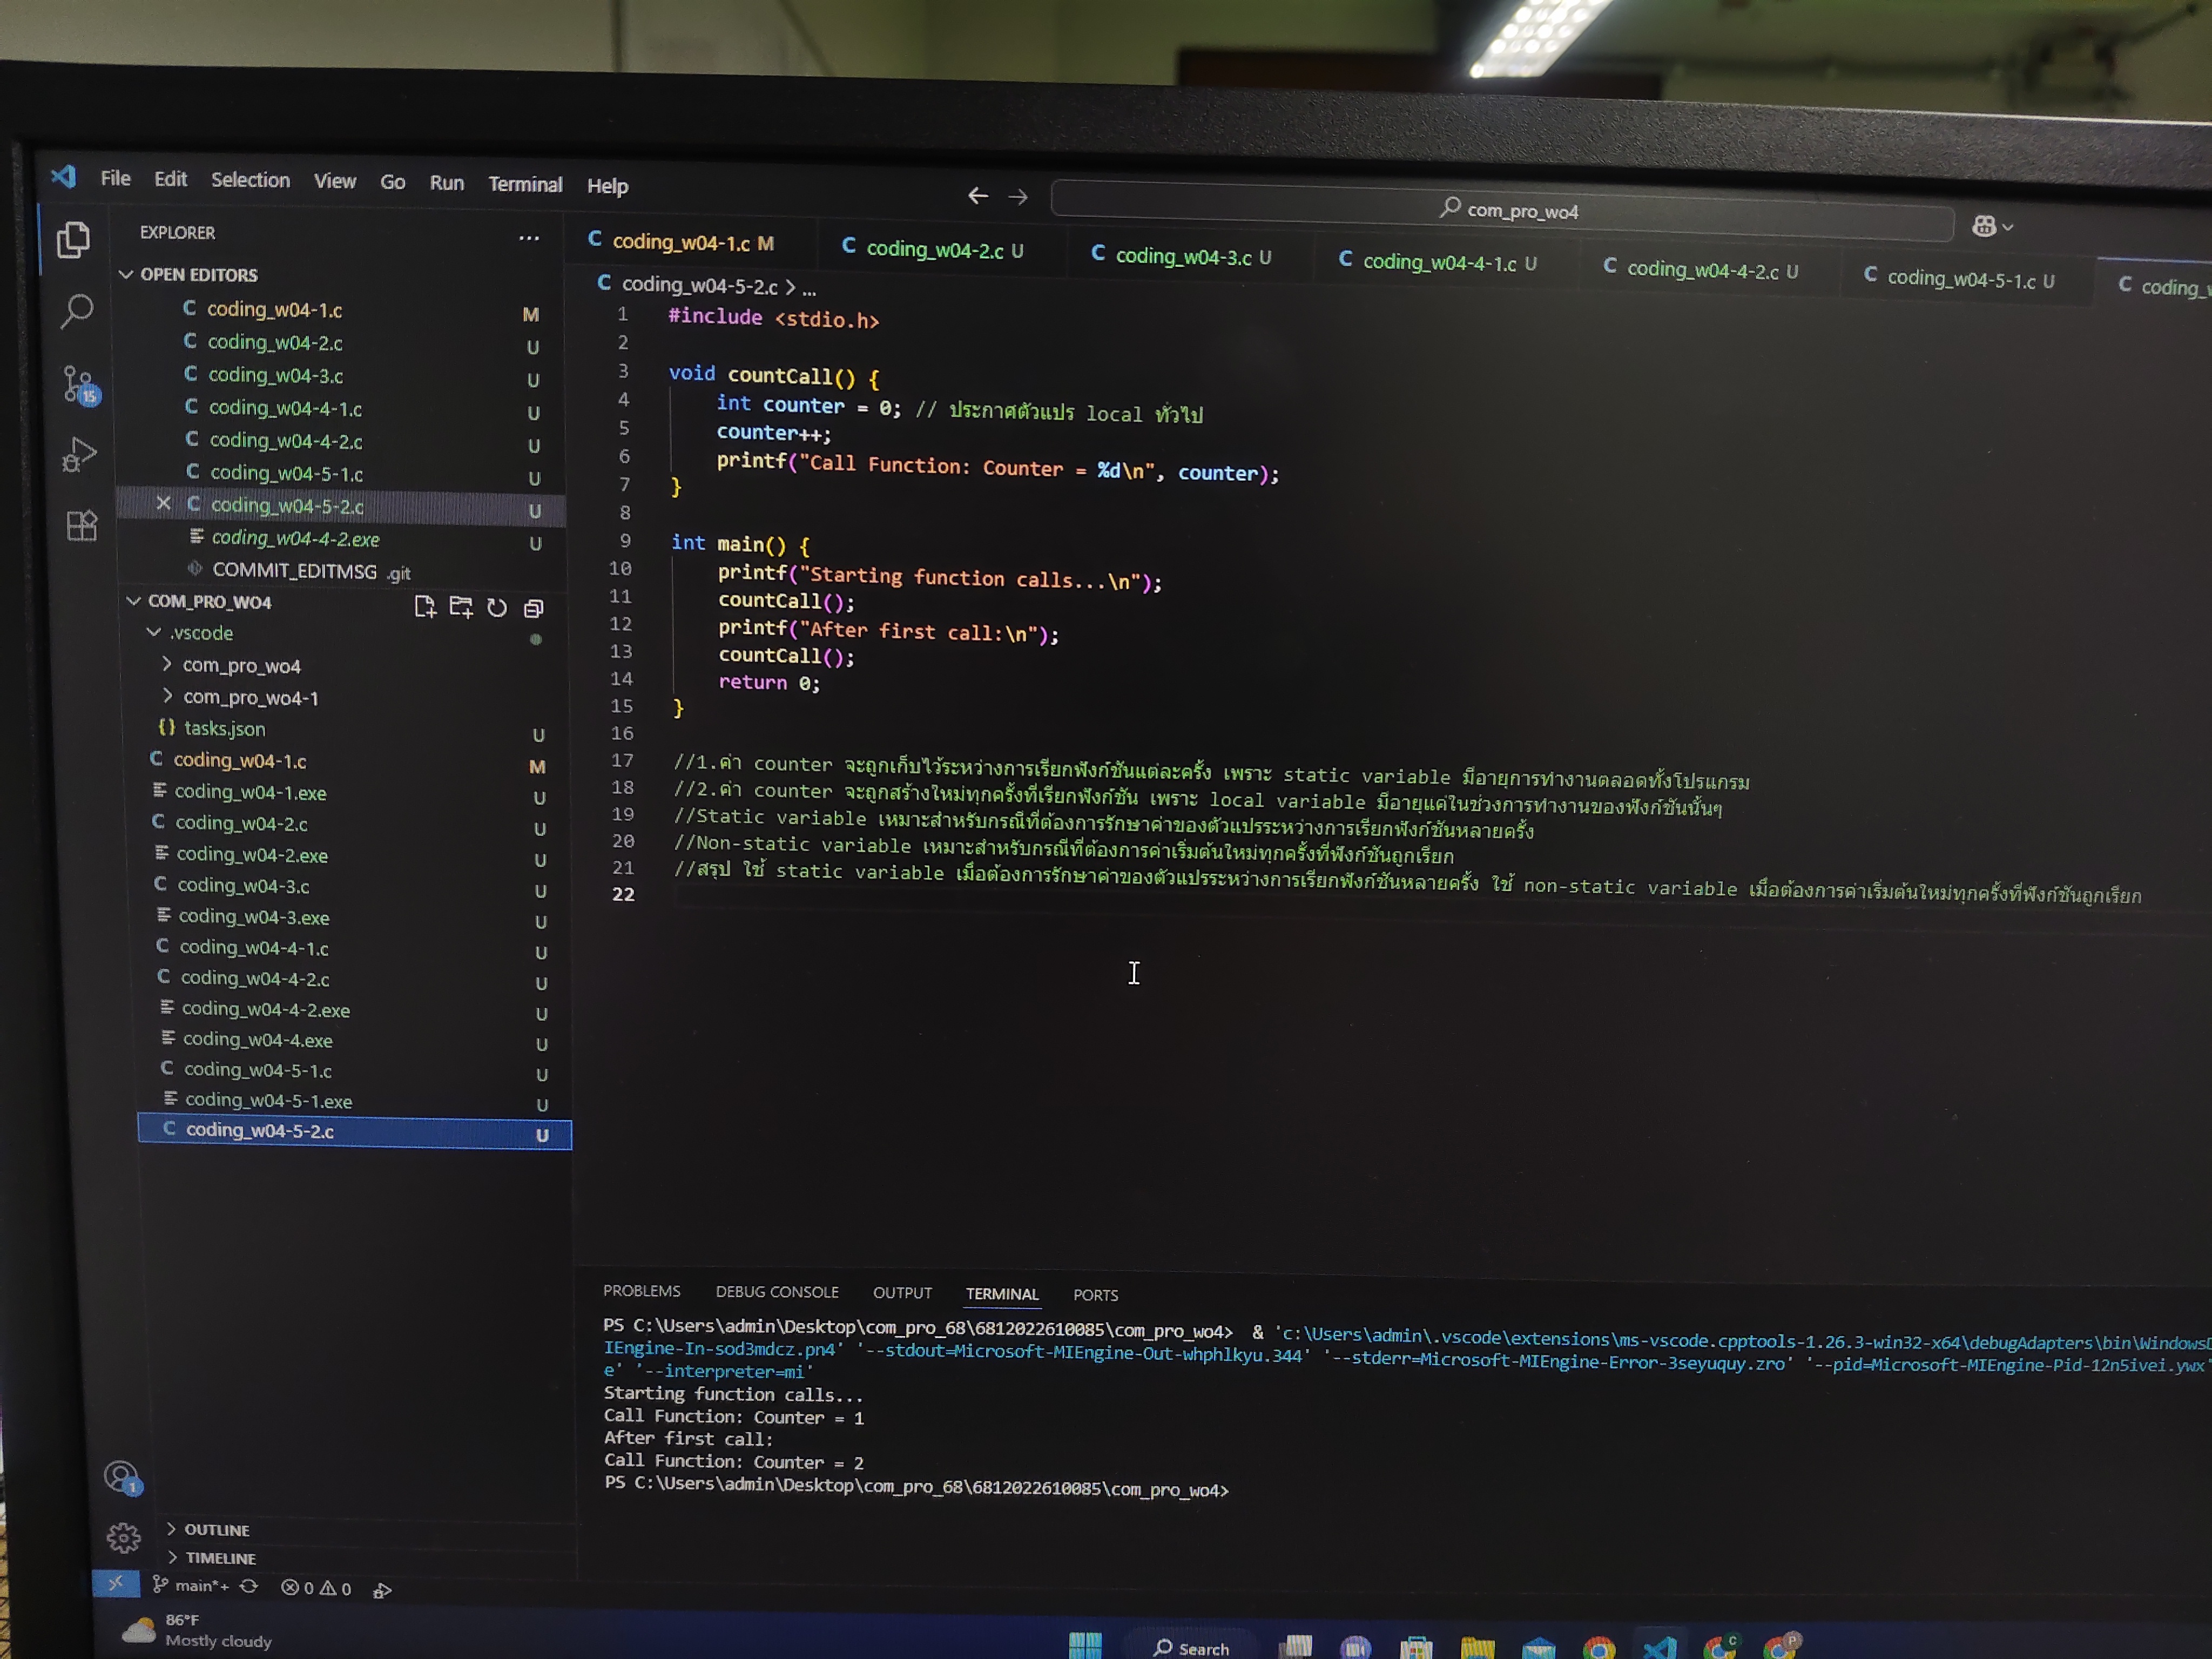 File Edit Selection View Go Run Terminal Help
com_pro_wo4
EXPLORER
OPEN EDITORS
C coding_w04-1.c M
C coding_w04-2.c U
C coding_w04-3.c U
C coding_w04-4-1.c U
C coding_w04-4-2.c U
C coding_w04-5-1.c U
C coding_w04-5-2.c U
coding_w04-4-2.exe U
COMMIT_EDITMSG .git
COM_PRO_WO4
.vscode
com_pro_wo4
com_pro_wo4-1
{} tasks.json U
C coding_w04-1.c M
coding_w04-1.exe U
C coding_w04-2.c U
coding_w04-2.exe U
C coding_w04-3.c U
coding_w04-3.exe U
C coding_w04-4-1.c U
C coding_w04-4-2.c U
coding_w04-4-2.exe U
coding_w04-4.exe U
C coding_w04-5-1.c U
coding_w04-5-1.exe U
C coding_w04-5-2.c U
OUTLINE
TIMELINE
C coding_w04-1.c M C coding_w04-2.c U C coding_w04-3.c U C coding_w04-4-1.c U C coding_w04-4-2.c U C coding_w04-5-1.c U C
C coding_w04-5-2.c > ...
1 #include <stdio.h>
2
3 void countCall() {
4 int counter = 0; // ประกาศตัวแปร local ทั่วไป
5 counter++;
6 printf("Call Function: Counter = %d\n", counter);
7 }
8
9 int main() {
10 printf("Starting function calls...\n");
11 countCall();
12 printf("After first call:\n");
13 countCall();
14 return 0;
15 }
16
17 //1.ค่า counter จะถูกเก็บไว้ระหว่างการเรียกฟังก์ชันแต่ละครั้ง เพราะ static variable มีอายุการทำงานตลอดทั้งโปรแกรม
18 //2.ค่า counter จะถูกสร้างใหม่ทุกครั้งที่เรียกฟังก์ชัน เพราะ local variable มีอายุแค่ในช่วงการทำงานของฟังก์ชันนั้นๆ
19 //Static variable เหมาะสำหรับกรณีที่ต้องการรักษาค่าของตัวแปรระหว่างการเรียกฟังก์ชันหลายครั้ง
20 //Non-static variable เหมาะสำหรับกรณีที่ต้องการค่าเริ่มต้นใหม่ทุกครั้งที่ฟังก์ชันถูกเรียก
21 //สรุป ใช้ static variable เมื่อต้องการรักษาค่าของตัวแปรระหว่างการเรียกฟังก์ชันหลายครั้ง ใช้ non-static variable เมื่อต้องการค่าเริ่มต้นใหม่ทุกครั้งที่ฟังก์ชันถูกเรียก
22
PROBLEMS DEBUG CONSOLE OUTPUT TERMINAL PORTS
PS C:\Users\admin\Desktop\com_pro_68\6812022610085\com_pro_wo4> & 'c:\Users\admin\.vscode\extensions\ms-vscode.cpptools-1.26.3-win32-x64\debugAdapters\bin\Windows
IEngine-In-sod3mdcz.pn4' '--stdout=Microsoft-MIEngine-Out-whphlkyu.344' '--stderr=Microsoft-MIEngine-Error-3seyuquy.zro' '--pid=Microsoft-MIEngine-Pid-12n5ivei.ywx'
e' '--interpreter=mi'
Starting function calls...
Call Function: Counter = 1
After first call:
Call Function: Counter = 2
PS C:\Users\admin\Desktop\com_pro_68\6812022610085\com_pro_wo4>
15
1
main*+ 0 0
86°F
Mostly cloudy
Search
C
P